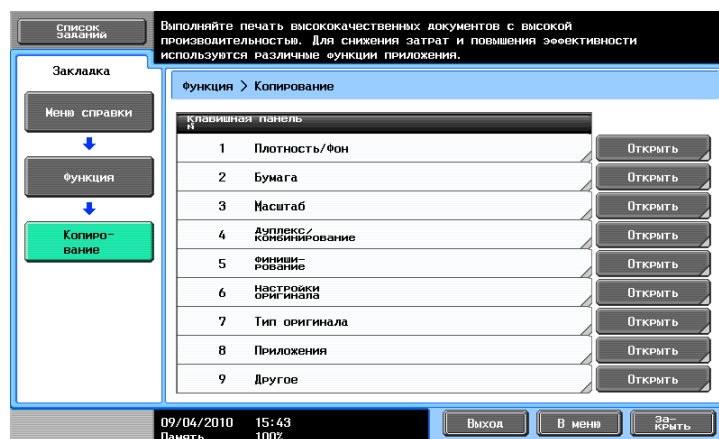 Список
заданий
Выполняйте печать высококачественных документов с высокой
производительностью. Для снижения затрат и повышения эффективности
используются различные функции приложения.
Закладка
Функция > Копирование
Меню справки
Функция
Копиро-
вание
Клавишная панель
№
1 Плотность/Фон Открыть
2 Бумага Открыть
3 Масштаб Открыть
4 Дуплекс/
комбинирование Открыть
5 Финиши-
рование Открыть
6 Настройки
оригинала Открыть
7 Тип оригинала Открыть
8 Приложения Открыть
9 Другое Открыть
09/04/2010 15:43
Память 100%
Выход
В меню
За-
крыть